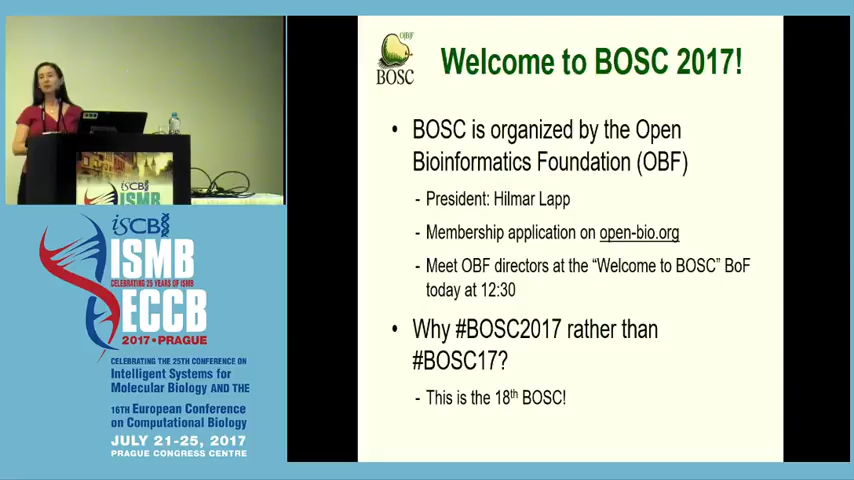 iSCB
ISMB
OBF
BOSC
Welcome to BOSC 2017!
• BOSC is organized by the Open
Bioinformatics Foundation (OBF)
- President: Hilmar Lapp
- Membership application on open-bio.org
- Meet OBF directors at the “Welcome to BOSC” BoF
today at 12:30
• Why #BOSC2017 rather than
#BOSC17?
- This is the 18th BOSC!
iSCB
ISMB
CELEBRATING 25 YEARS OF ISMB
ECCB
2017 • PRAGUE
CELEBRATING THE 25TH CONFERENCE ON
Intelligent Systems for
Molecular Biology AND THE
16TH European Conference
on Computational Biology
JULY 21-25, 2017
PRAGUE CONGRESS CENTRE